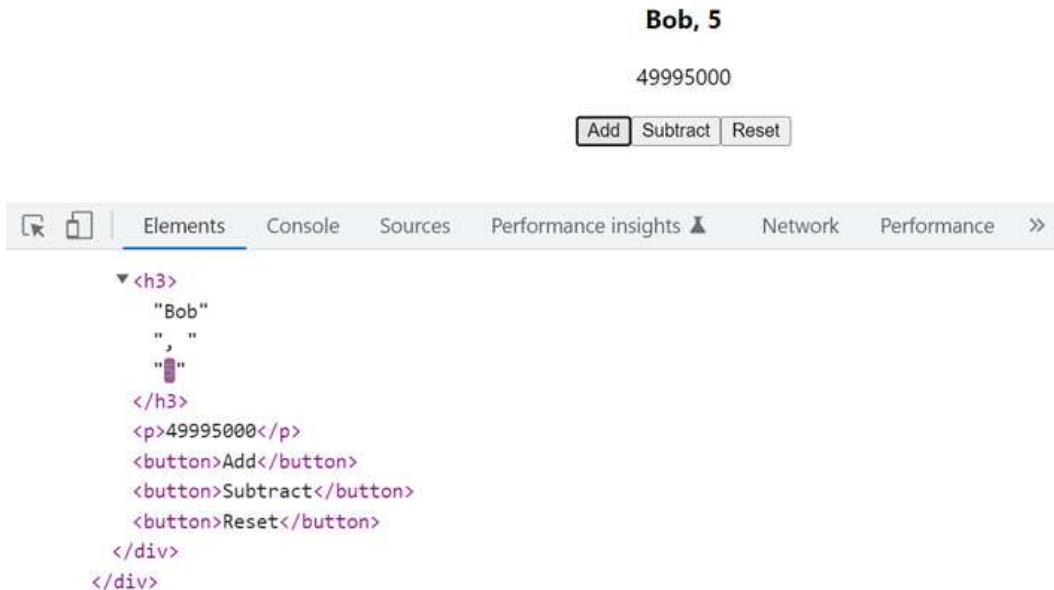 Bob, 5
49995000
Add Subtract Reset
Elements Console Sources Performance insights Network Performance »
<h3>
"Bob"
", "
" "
</h3>
<p>49995000</p>
<button>Add</button>
<button>Subtract</button>
<button>Reset</button>
</div>
</div>